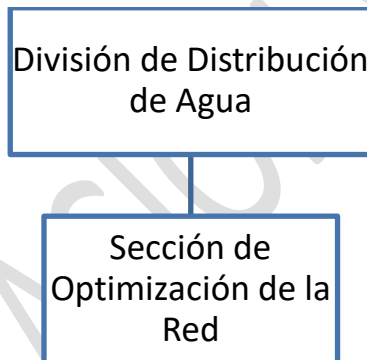 División de Distribución
de Agua
Sección de
Optimización de la
Red